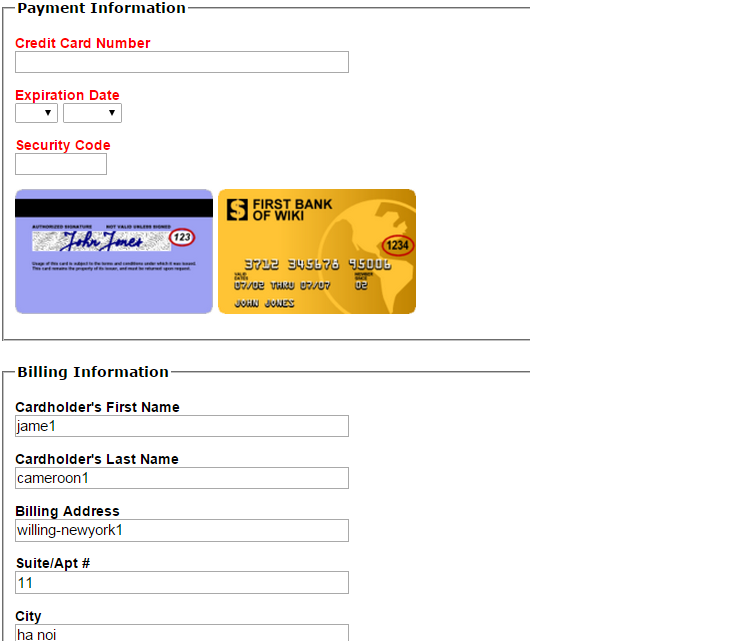 Payment Information
Credit Card Number
Expiration Date
Security Code
AUTHORIZED SIGNATURE NOT VALID UNLESS SIGNED
John Jones
123
Usage of this card is subject to the terms and conditions under which it was issued.
This card remains the property of its issuer, and must be returned upon request.
$ FIRST BANK
OF WIKI
1234
3712 345678 95006
VALID
DATES
MEMBER
SINCE
07/02 THRU 07/07 02
JOHN JONES
Billing Information
Cardholder's First Name
jame1
Cardholder's Last Name
cameroon1
Billing Address
willing-newyork1
Suite/Apt #
11
City
ha noi